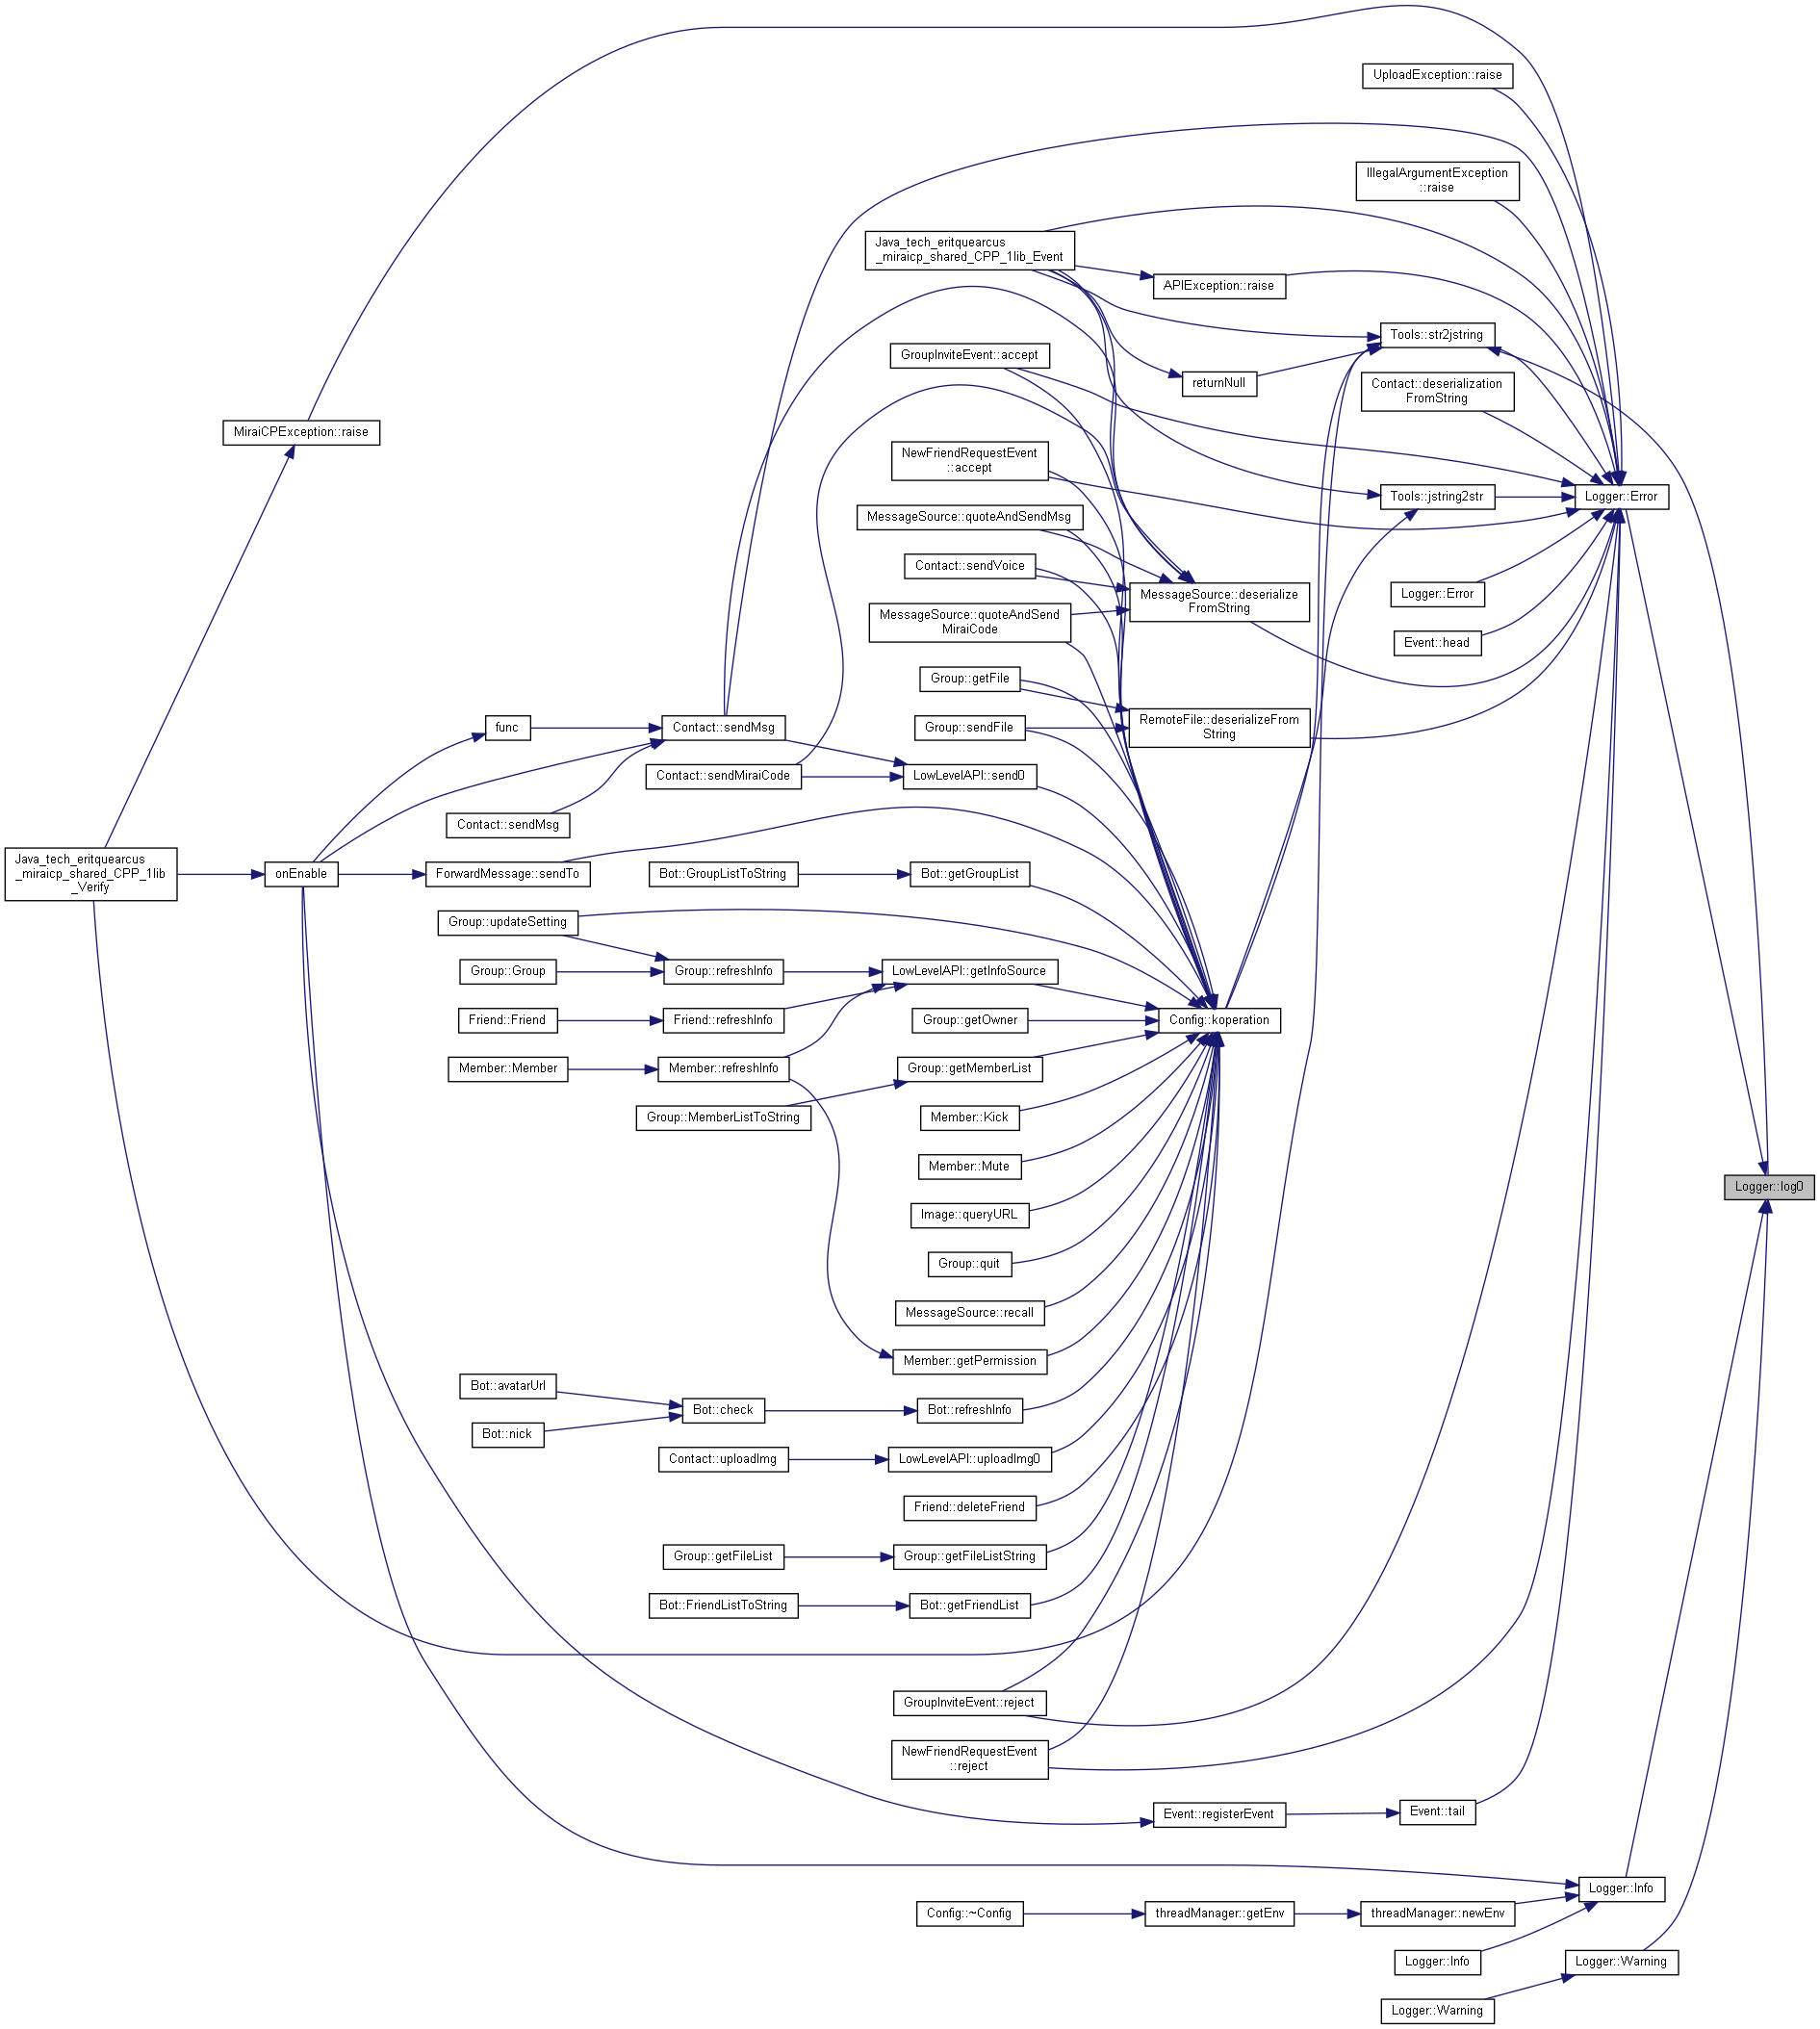 UploadException::raise
IllegalArgumentException
::raise
Java_tech_eritquearcus
_miraicp_shared_CPP_1lib_Event
APIException::raise
Tools::str2jstring
GroupInviteEvent::accept
returnNull
Contact::deserialization
FromString
MiraiCPException::raise
NewFriendRequestEvent
::accept
Tools::jstring2str
Logger::Error
MessageSource::quoteAndSendMsg
Contact::sendVoice
MessageSource::deserialize
FromString
Logger::Error
MessageSource::quoteAndSend
MiraiCode
Event::head
Group::getFile
func
Contact::sendMsg
Group::sendFile
RemoteFile::deserializeFrom
String
Contact::sendMiraiCode
LowLevelAPI::send0
Contact::sendMsg
Java_tech_eritquearcus
_miraicp_shared_CPP_1lib
_Verify
onEnable
ForwardMessage::sendTo
Bot::GroupListToString
Bot::getGroupList
Group::updateSetting
Group::Group
Group::refreshInfo
LowLevelAPI::getInfoSource
Friend::Friend
Friend::refreshInfo
Group::getOwner
Config::koperation
Member::Member
Member::refreshInfo
Group::getMemberList
Group::MemberListToString
Member::Kick
Member::Mute
Logger::log0
Image::queryURL
Group::quit
MessageSource::recall
Member::getPermission
Bot::avatarUrl
Bot::check
Bot::refreshInfo
Bot::nick
Contact::uploadImg
LowLevelAPI::uploadImg0
Friend::deleteFriend
Group::getFileList
Group::getFileListString
Bot::FriendListToString
Bot::getFriendList
GroupInviteEvent::reject
NewFriendRequestEvent
::reject
Event::registerEvent
Event::tail
Logger::Info
Config::~Config
threadManager::getEnv
threadManager::newEnv
Logger::Info
Logger::Warning
Logger::Warning